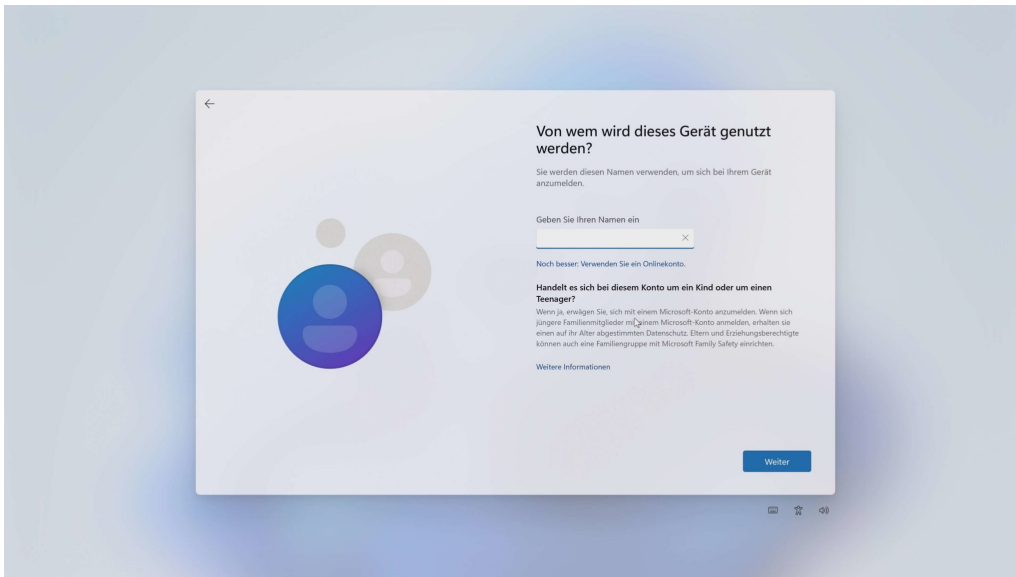 Von wem wird dieses Gerät genutzt
werden?
Sie werden diesen Namen verwenden, um sich bei Ihrem Gerät
anzumelden.
Geben Sie Ihren Namen ein
Noch besser: Verwenden Sie ein Onlinekonto.
Handelt es sich bei diesem Konto um ein Kind oder um einen
Teenager?
Wenn ja, erwägen Sie, sich mit einem Microsoft-Konto anzumelden. Wenn sich
jüngere Familienmitglieder mit einem Microsoft-Konto anmelden, erhalten sie
einen auf ihr Alter abgestimmten Datenschutz. Eltern und Erziehungsberechtigte
können auch eine Familiengruppe mit Microsoft Family Safety einrichten.
Weitere Informationen
Weiter